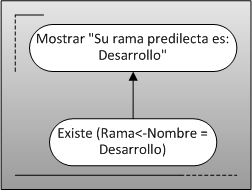 Mostrar "Su rama predilecta es:
Desarrollo"
Existe (Rama<-Nombre =
Desarrollo)